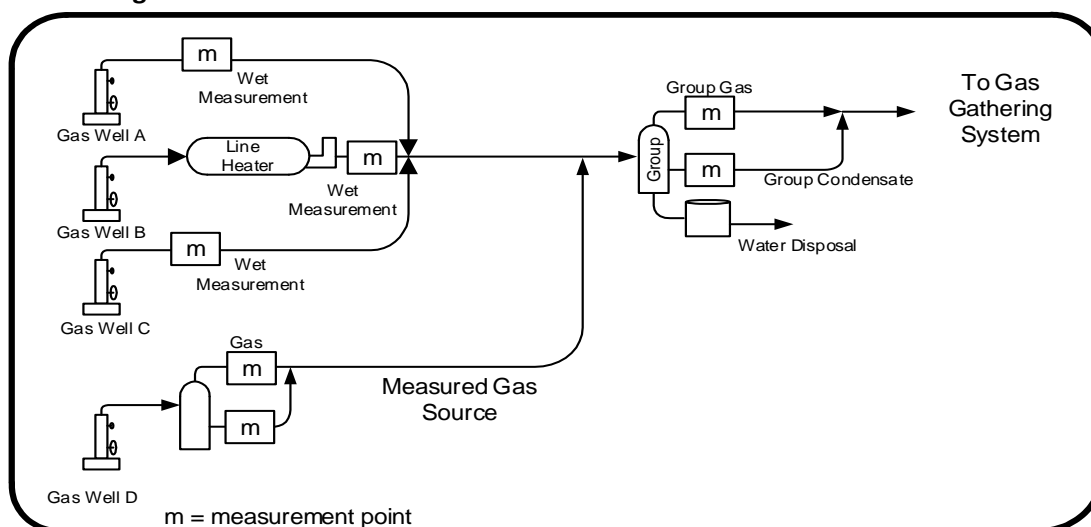 m
Wet
Measurement
Gas Well A
Line
Heater
m
Wet
Measurement
Gas Well B
m
Wet
Measurement
Gas Well C
Gas
m
m
Measured Gas
Source
Gas Well D
Group
Group Gas
m
m
Group Condensate
Water Disposal
To Gas
Gathering
System
m = measurement point